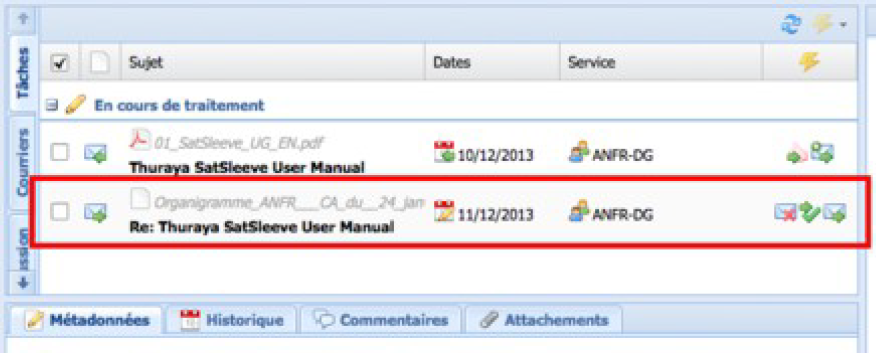 Tâches
Courriers
ission
Sujet Dates Service
En cours de traitement
01_SatSleeve_UG_EN.pdf
Thuraya SatSleeve User Manual
10/12/2013 ANFR-DG
Organigramme_ANFR___CA_du__24_jan
Re: Thuraya SatSleeve User Manual
11/12/2013 ANFR-DG
Métadonnées Historique Commentaires Attachements